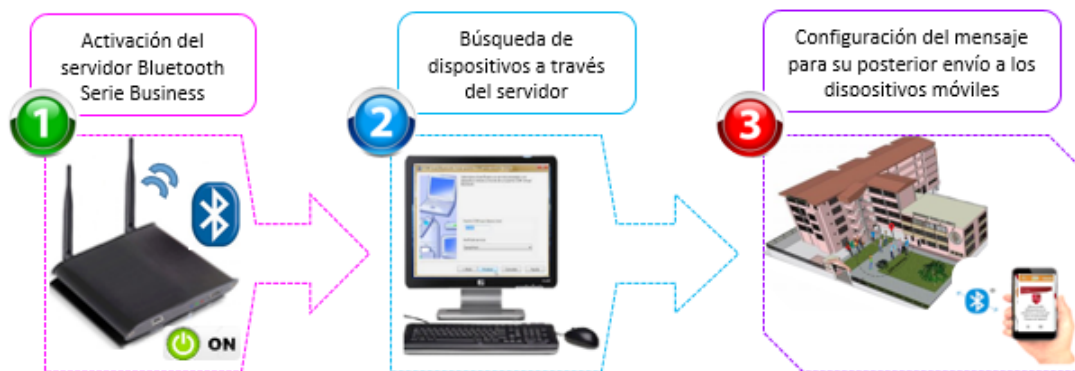 Activación del
servidor Bluetooth
Serie Business
1
ON
Búsqueda de
dispositivos a través
del servidor
2
Configuración del mensaje
para su posterior envío a los
dispositivos móviles
3